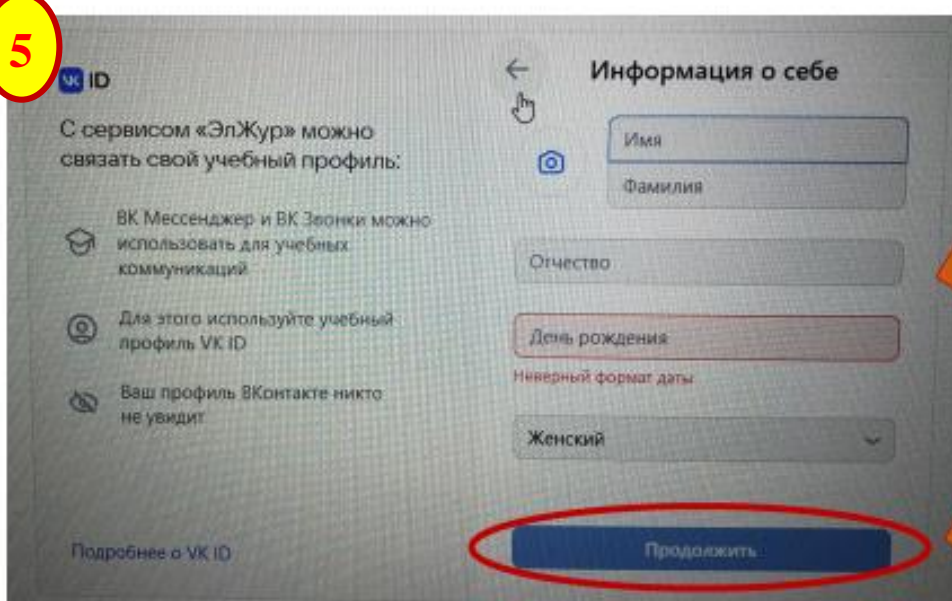 5
VK ID
С сервисом «ЭлЖур» можно
связать свой учебный профиль:
ВК Мессенджер и ВК Звонки можно
использовать для учебных
коммуникаций
Для этого используйте учебный
профиль VK ID
Ваш профиль ВКонтакте никто
не увидит
Подробнее о VK ID
Информация о себе
Имя
Фамилия
Отчество
День рождения
Неверный формат даты
Женский
Продолжить